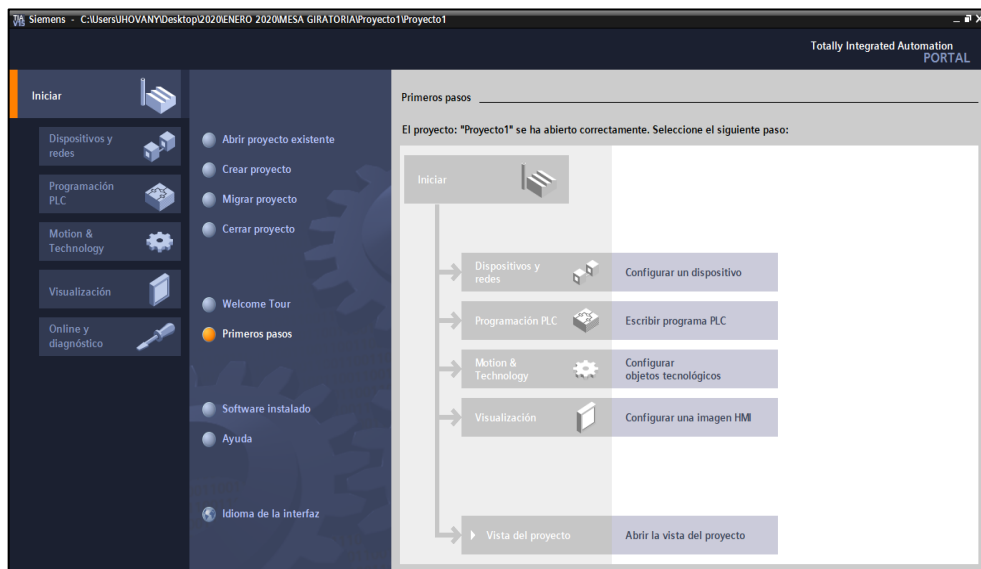 Siemens - C:\Users\JHOVANY\Desktop\2020\ENERO 2020\MESA GIRATORIA\Proyecto1\Proyecto1
Totally Integrated Automation
PORTAL
Iniciar
Dispositivos y
redes
Programación
PLC
Motion &
Technology
Visualización
Online y
diagnóstico
Abrir proyecto existente
Crear proyecto
Migrar proyecto
Cerrar proyecto
Welcome Tour
Primeros pasos
Software instalado
Ayuda
Idioma de la interfaz
Primeros pasos
El proyecto: "Proyecto1" se ha abierto correctamente. Seleccione el siguiente paso:
Iniciar
Dispositivos y
redes
Configurar un dispositivo
Programación PLC
Escribir programa PLC
Motion &
Technology
Configurar
objetos tecnológicos
Visualización
Configurar una imagen HMI
Vista del proyecto
Abrir la vista del proyecto